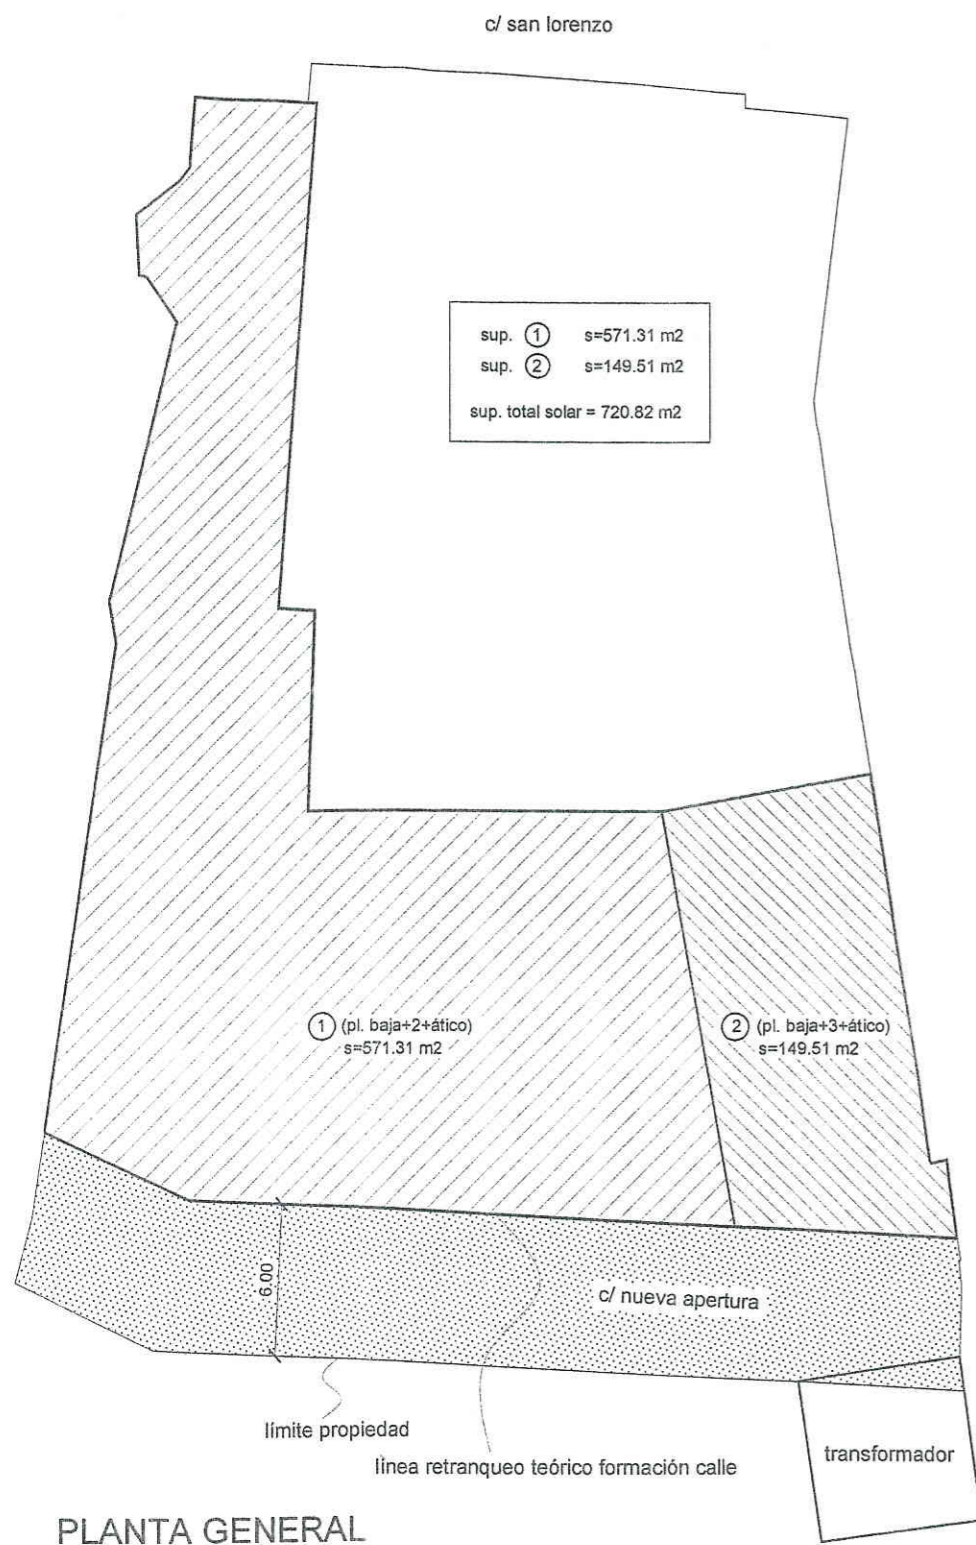 c/ san lorenzo
sup. 1 s=571.31 m2
sup. 2 s=149.51 m2
sup. total solar = 720.82 m2
1 (pl. baja+2+ático)
s=571.31 m2
2 (pl. baja+3+ático)
s=149.51 m2
6.00
c/ nueva apertura
límite propiedad
línea retranqueo teórico formación calle
transformador
PLANTA GENERAL